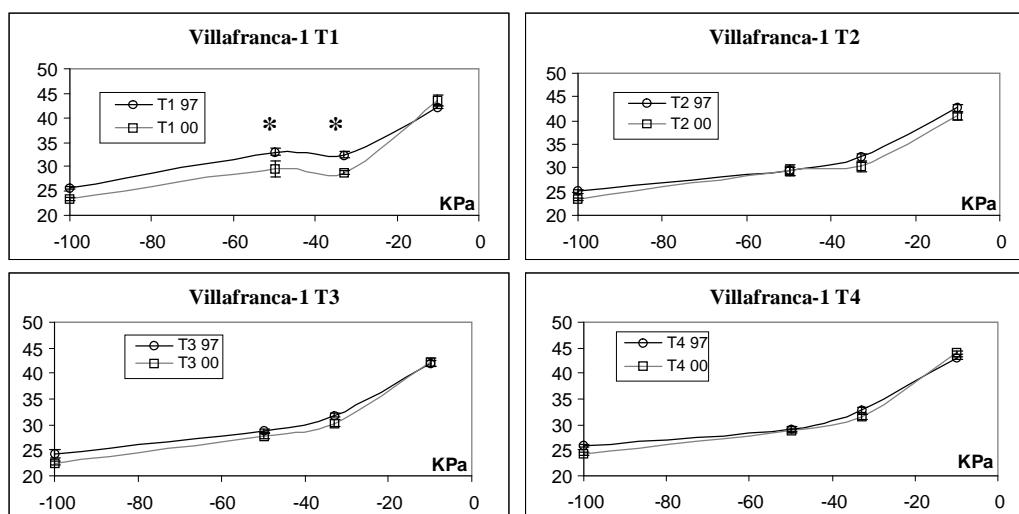 Villafranca-1 T1
50
45
40
35
30
25
20
T1 97
T1 00
* *
KPa
-100 -80 -60 -40 -20 0
Villafranca-1 T2
50
45
40
35
30
25
20
T2 97
T2 00
KPa
-100 -80 -60 -40 -20 0
Villafranca-1 T3
50
45
40
35
30
25
20
T3 97
T3 00
KPa
-100 -80 -60 -40 -20 0
Villafranca-1 T4
50
45
40
35
30
25
20
T4 97
T4 00
KPa
-100 -80 -60 -40 -20 0